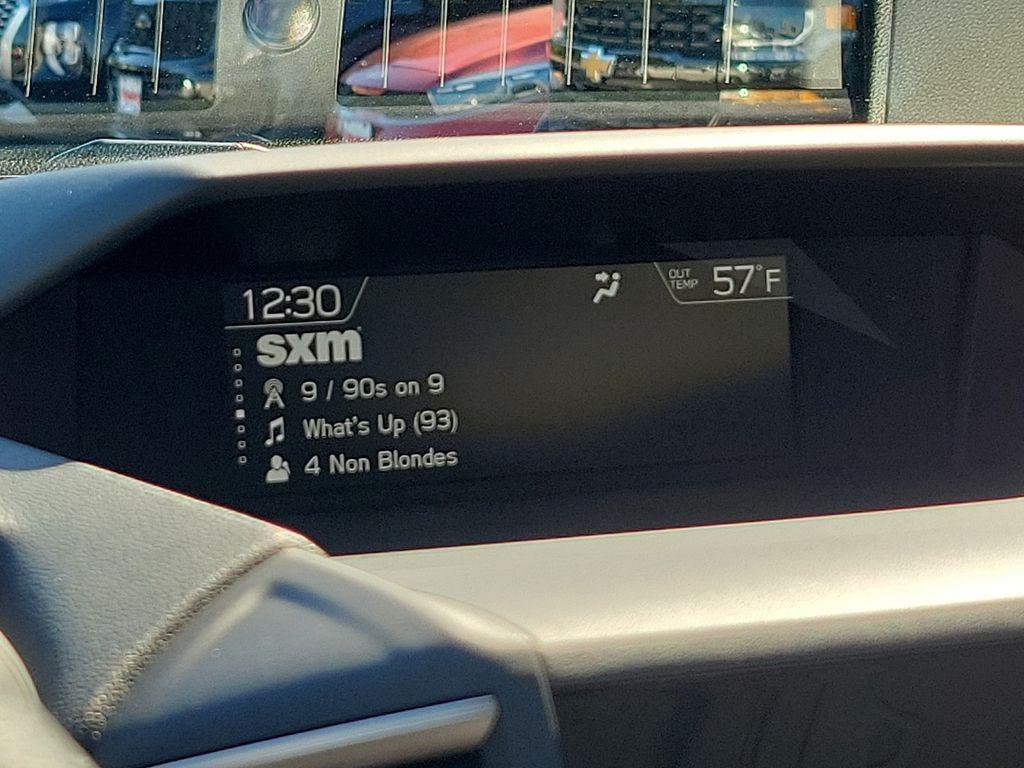 12:30
OUT TEMP 57°F
sxm
9 / 90s on 9
What's Up (93)
4 Non Blondes